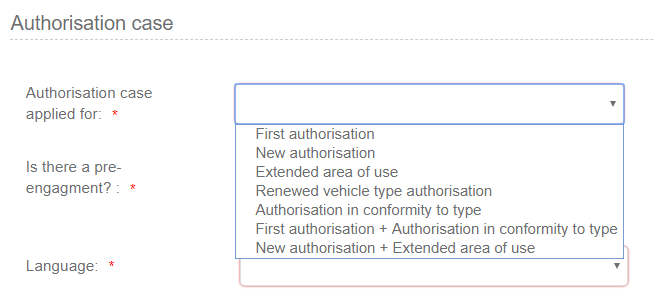 Authorisation case
Authorisation case
applied for: *
First authorisation
New authorisation
Extended area of use
Renewed vehicle type authorisation
Authorisation in conformity to type
First authorisation + Authorisation in conformity to type
New authorisation + Extended area of use
Is there a pre-
engagment? : *
Language: *